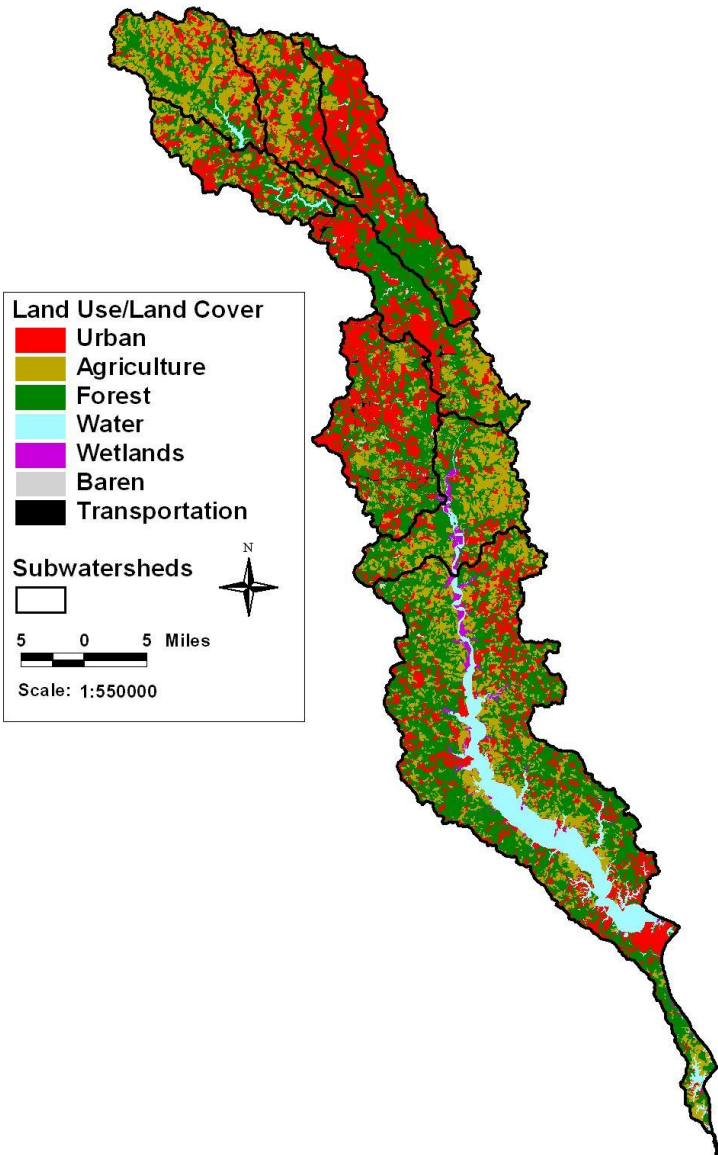 Land Use/Land Cover
Urban
Agriculture
Forest
Water
Wetlands
Baren
Transportation
N
Subwatersheds
5 0 5 Miles
Scale: 1:550000